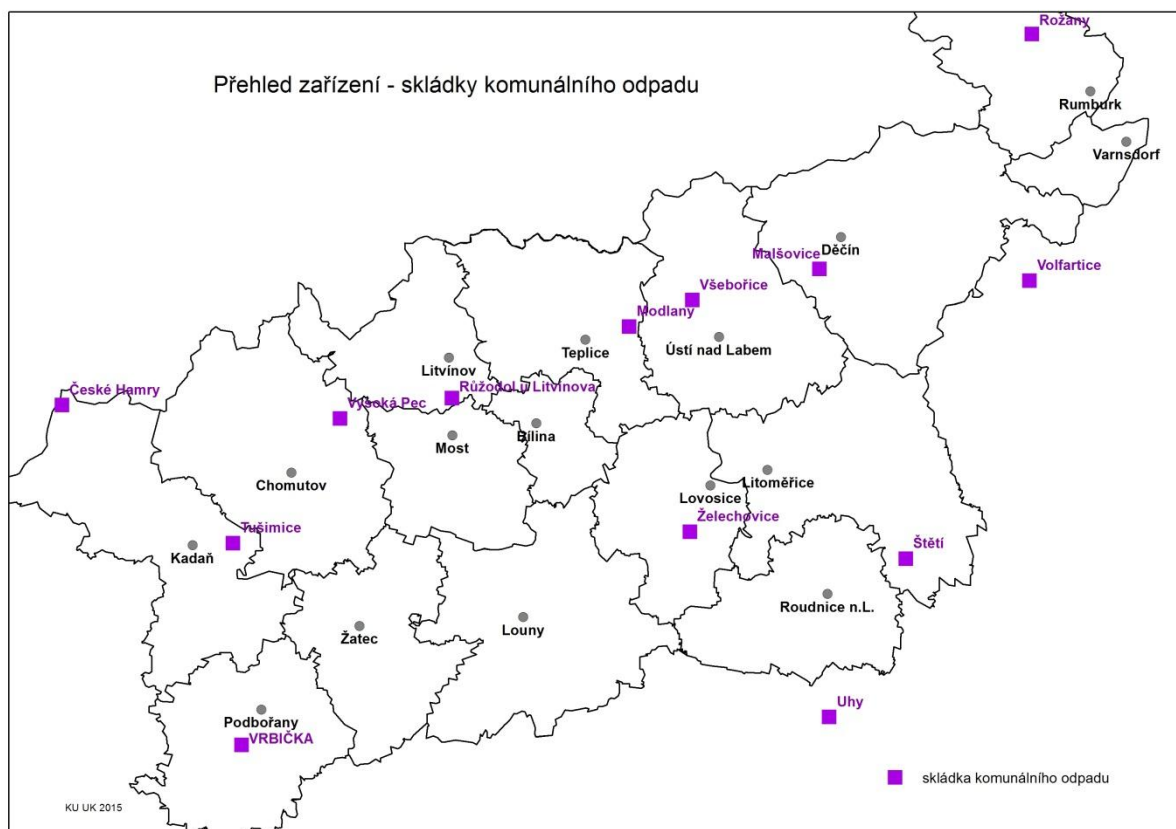 Rožany
Přehled zařízení - skládky komunálního odpadu
Rumburk
Varnsdorf
Děčín
Malšovice
Volfartice
Všebořice
Modlany
Ústí nad Labem
Teplice
Litvínov
České Hamry
Růžodol u Litvínova
Vysoká Pec
Bílina
Most
Chomutov
Litoměřice
Lovosice
Želechovice
Tušimice
Štětí
Kadaň
Roudnice n.L.
Louny
Žatec
Podbořany
Uhy
VRBIČKA
skládka komunálního odpadu
KU UK 2015